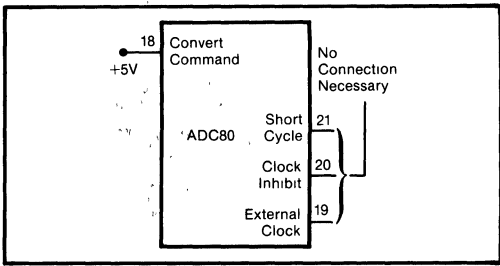 18
+5V
Convert
Command
No
Connection
Necessary
ADC80
Short
Cycle
21
Clock
Inhibit
20
External
Clock
19